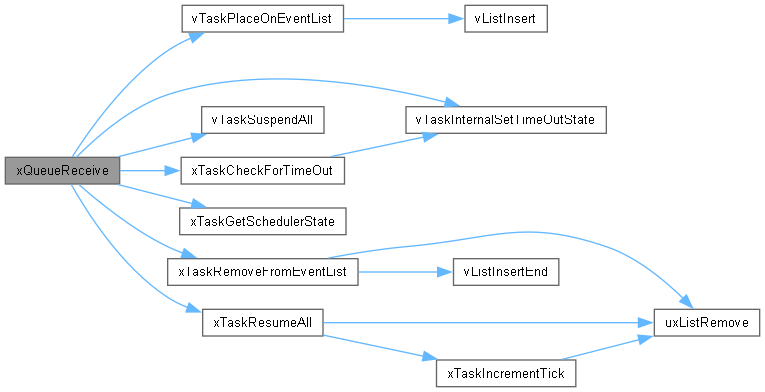 vTaskPlaceOnEventList
vListInsert
vTaskSuspendAll
vTaskInternalSetTimeOutState
xQueueReceive
xTaskCheckForTimeOut
xTaskGetSchedulerState
xTaskRemoveFromEventList
vListInsertEnd
xTaskResumeAll
uxListRemove
xTaskIncrementTick